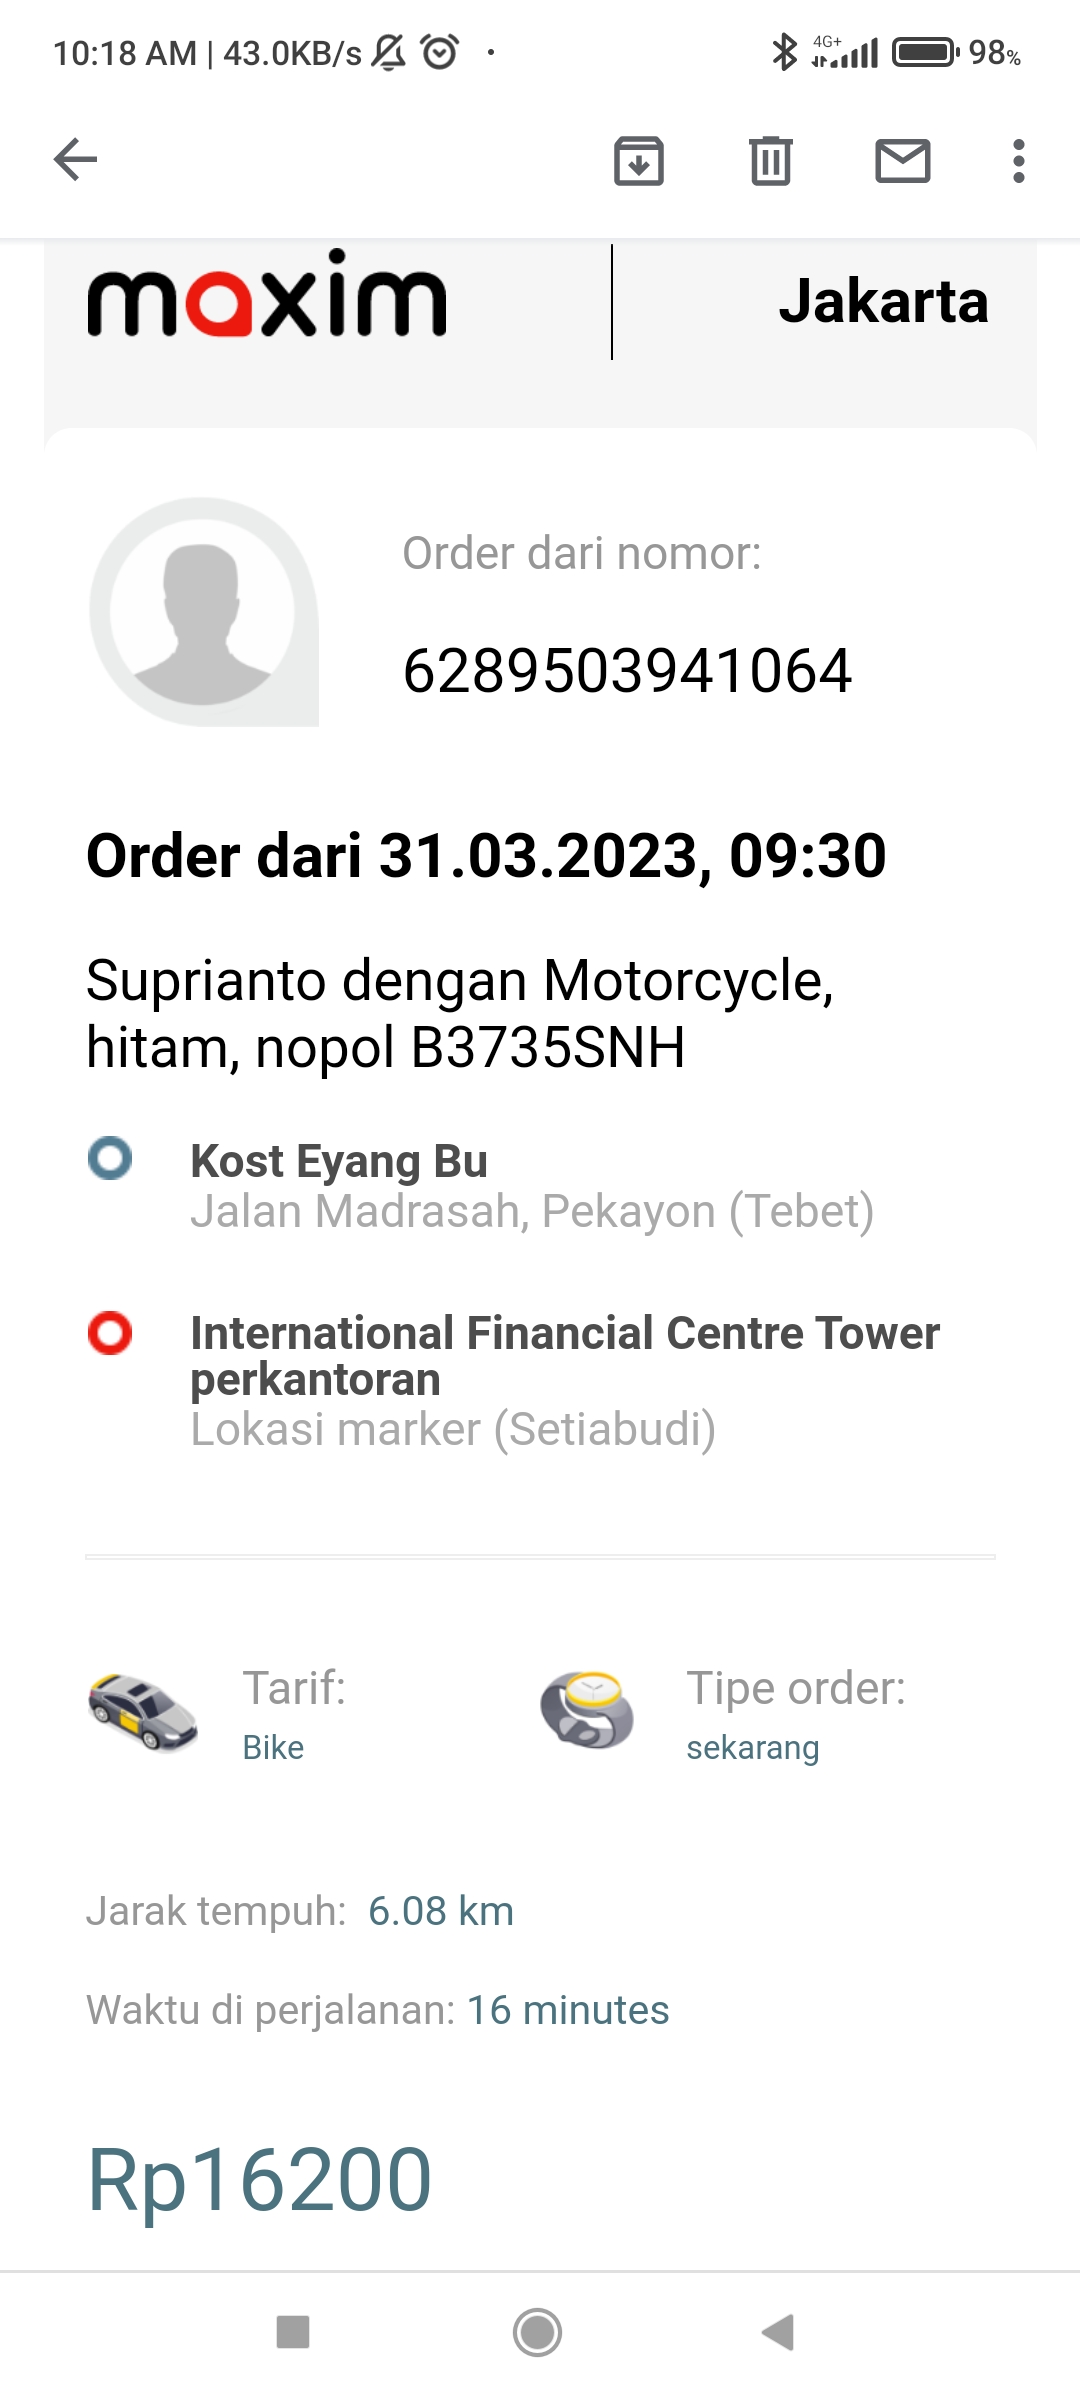 10:18 AM | 43.0KB/s
4G+
98%
maxim
Jakarta
Order dari nomor:
6289503941064
Order dari 31.03.2023, 09:30
Suprianto dengan Motorcycle,
hitam, nopol B3735SNH
Kost Eyang Bu
Jalan Madrasah, Pekayon (Tebet)
International Financial Centre Tower
perkantoran
Lokasi marker (Setiabudi)
Tarif:
Bike
Tipe order:
sekarang
Jarak tempuh: 6.08 km
Waktu di perjalanan: 16 minutes
Rp16200